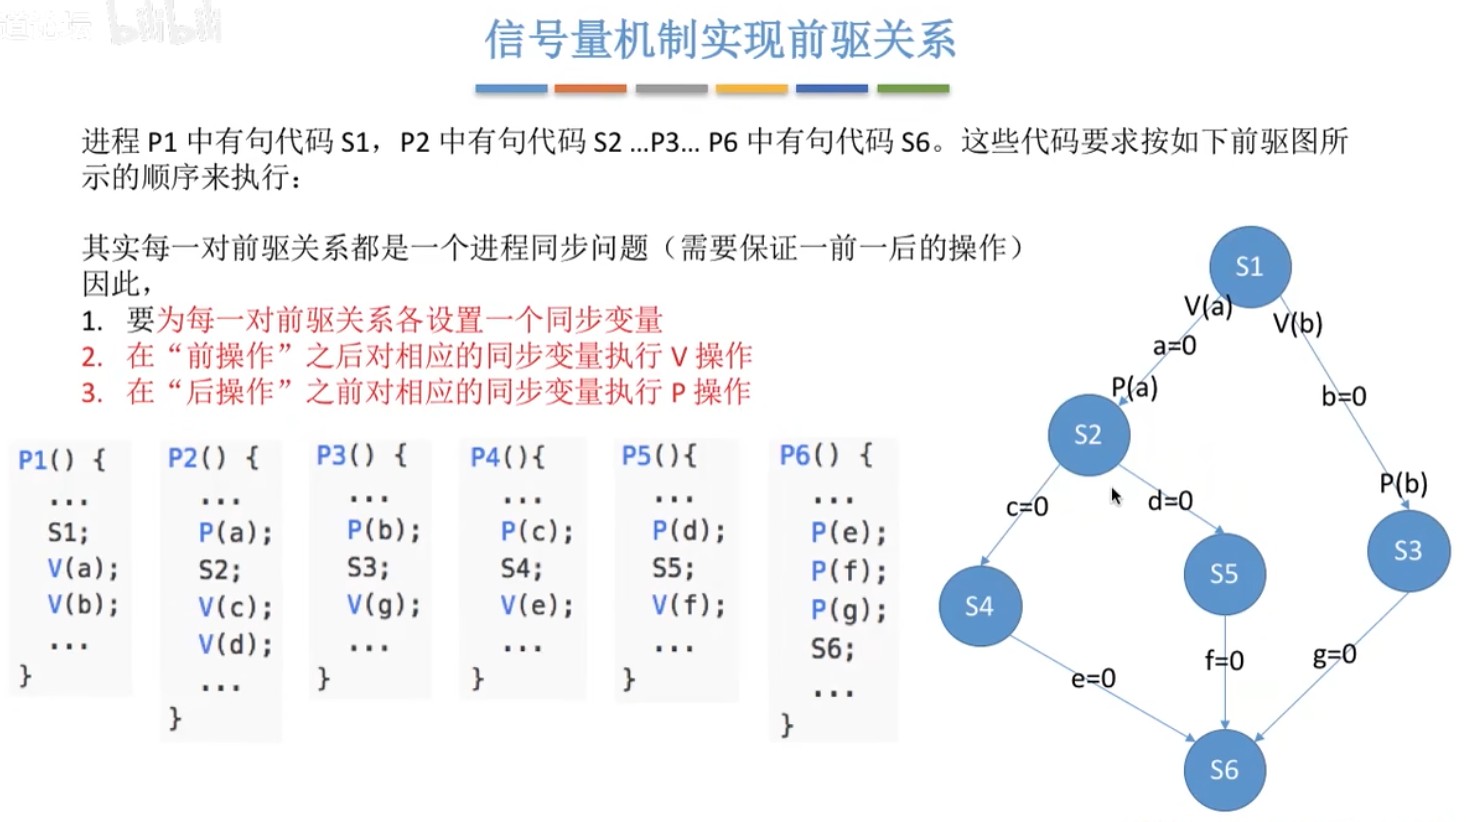 bilibili
信号量机制实现前驱关系
进程 P1 中有句代码 S1，P2 中有句代码 S2 ...P3... P6 中有句代码 S6。这些代码要求按如下前驱图所
示的顺序来执行：
其实每一对前驱关系都是一个进程同步问题（需要保证一前一后的操作）
因此，
1. 要为每一对前驱关系各设置一个同步变量
2. 在“前操作”之后对相应的同步变量执行 V 操作
3. 在“后操作”之前对相应的同步变量执行 P 操作
P1() {
...
S1;
V(a);
V(b);
...
}
P2() {
...
P(a);
S2;
V(c);
V(d);
...
}
P3() {
...
P(b);
S3;
V(g);
...
}
P4(){
...
P(c);
S4;
V(e);
...
}
P5(){
...
P(d);
S5;
V(f);
...
}
P6() {
...
P(e);
P(f);
P(g);
S6;
...
}
S1
V(a)
V(b)
a=0
P(a)
b=0
S2
P(b)
c=0
d=0
S3
S5
S4
f=0
g=0
e=0
S6